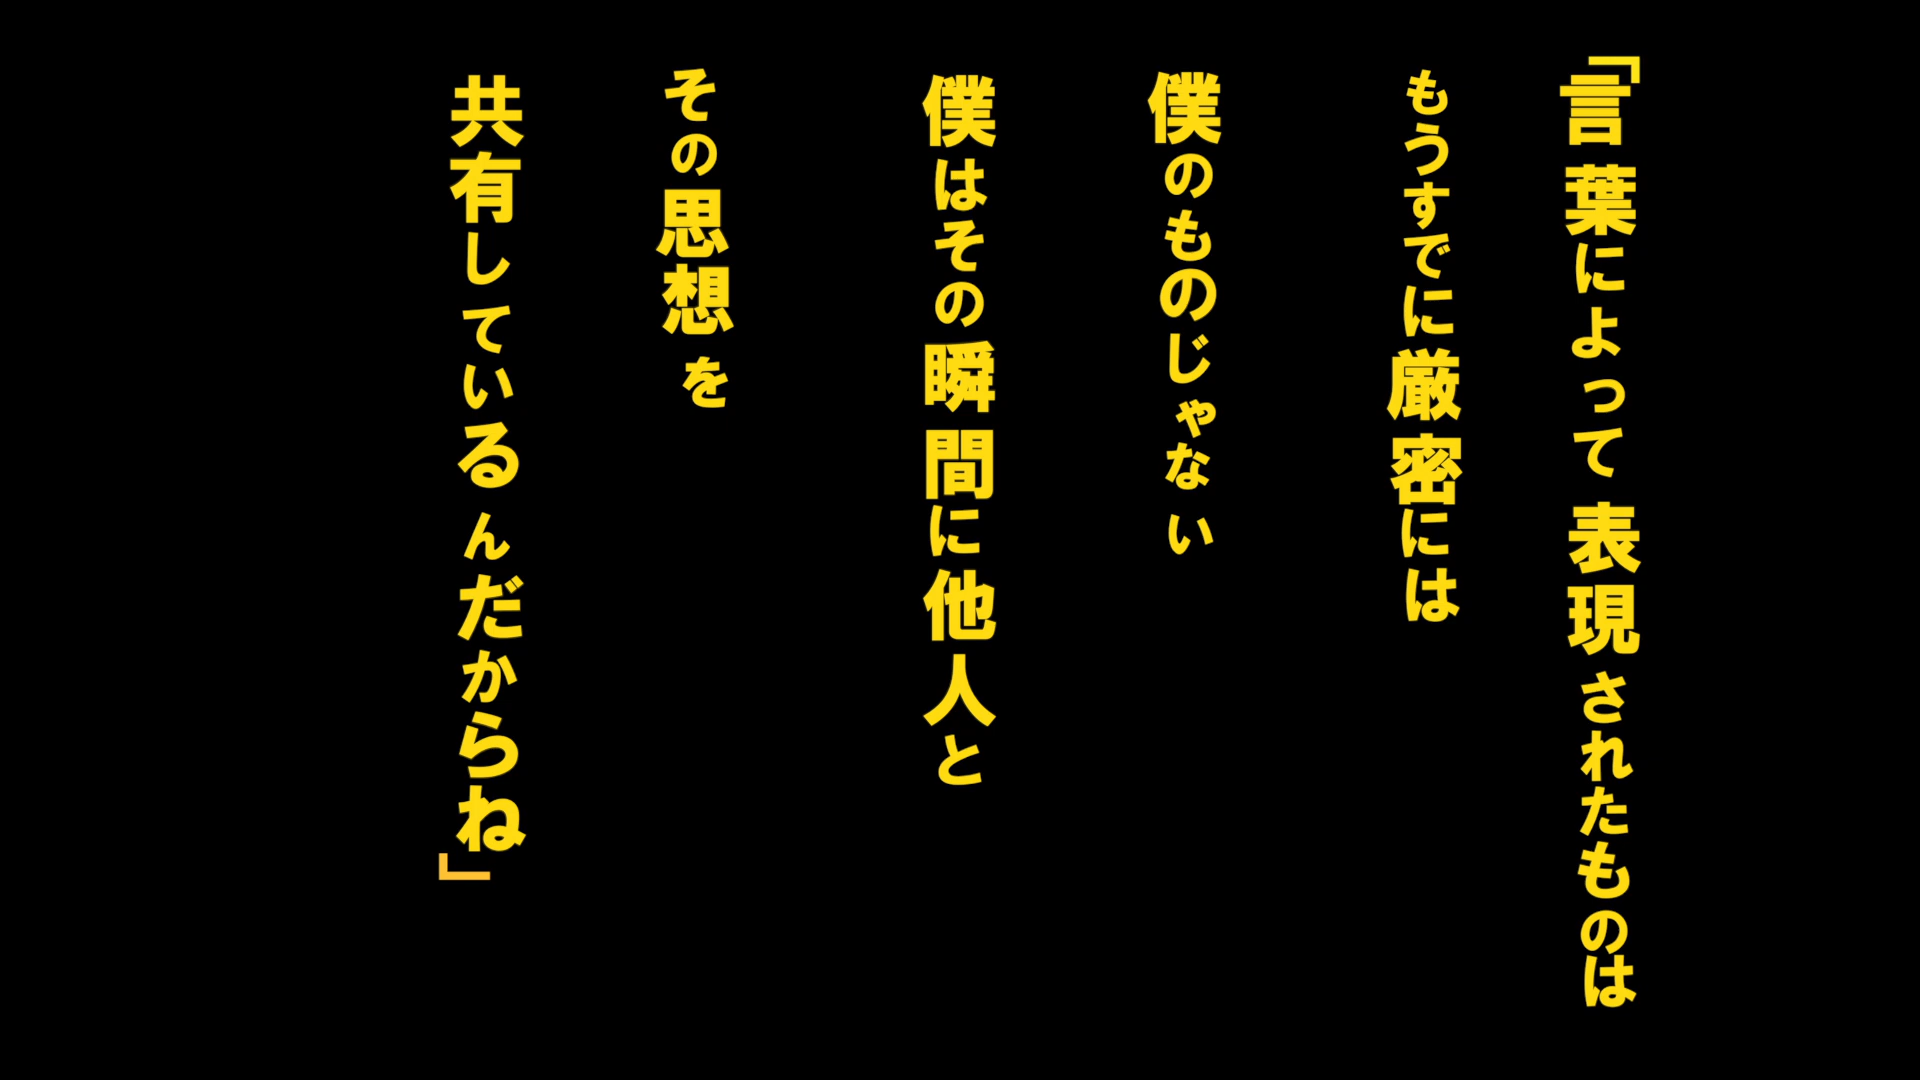 「言葉によって表現されたものは
もうすでに厳密には
僕のものじゃない
僕はその瞬間に他人と
その思想を
共有しているんだからね」